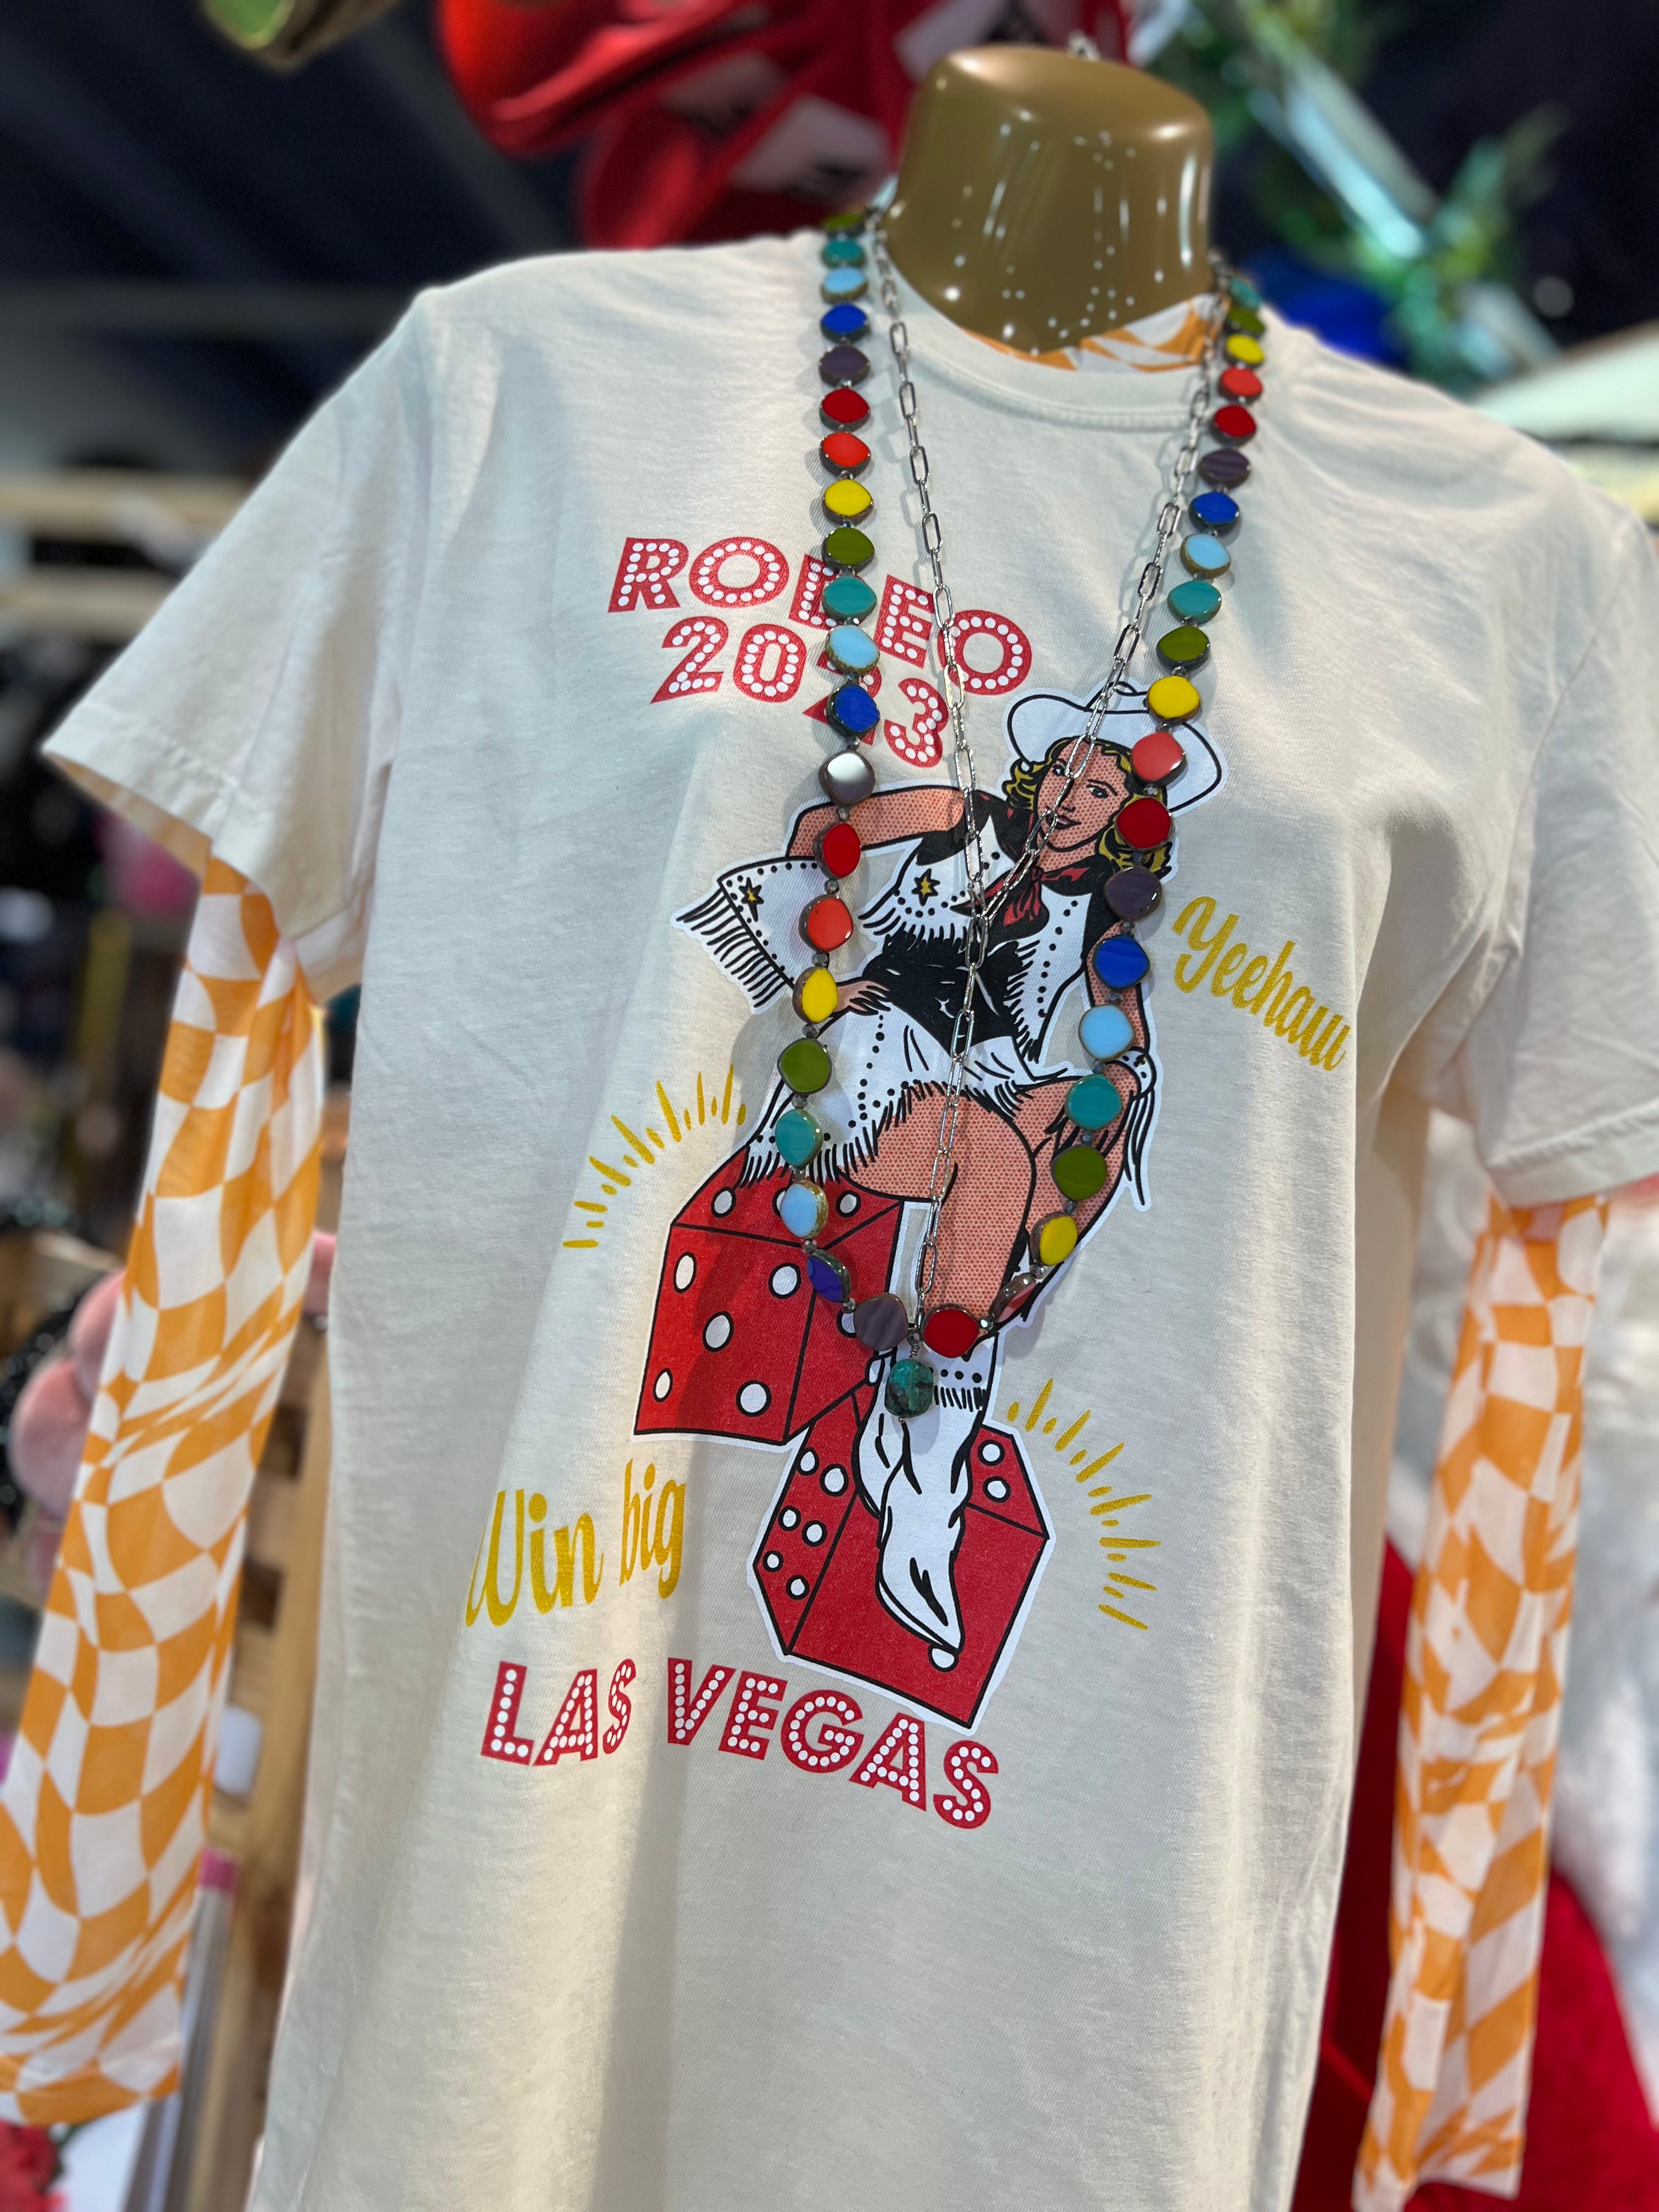 RODEO
2023
Yeehaw
Win big
LAS VEGAS